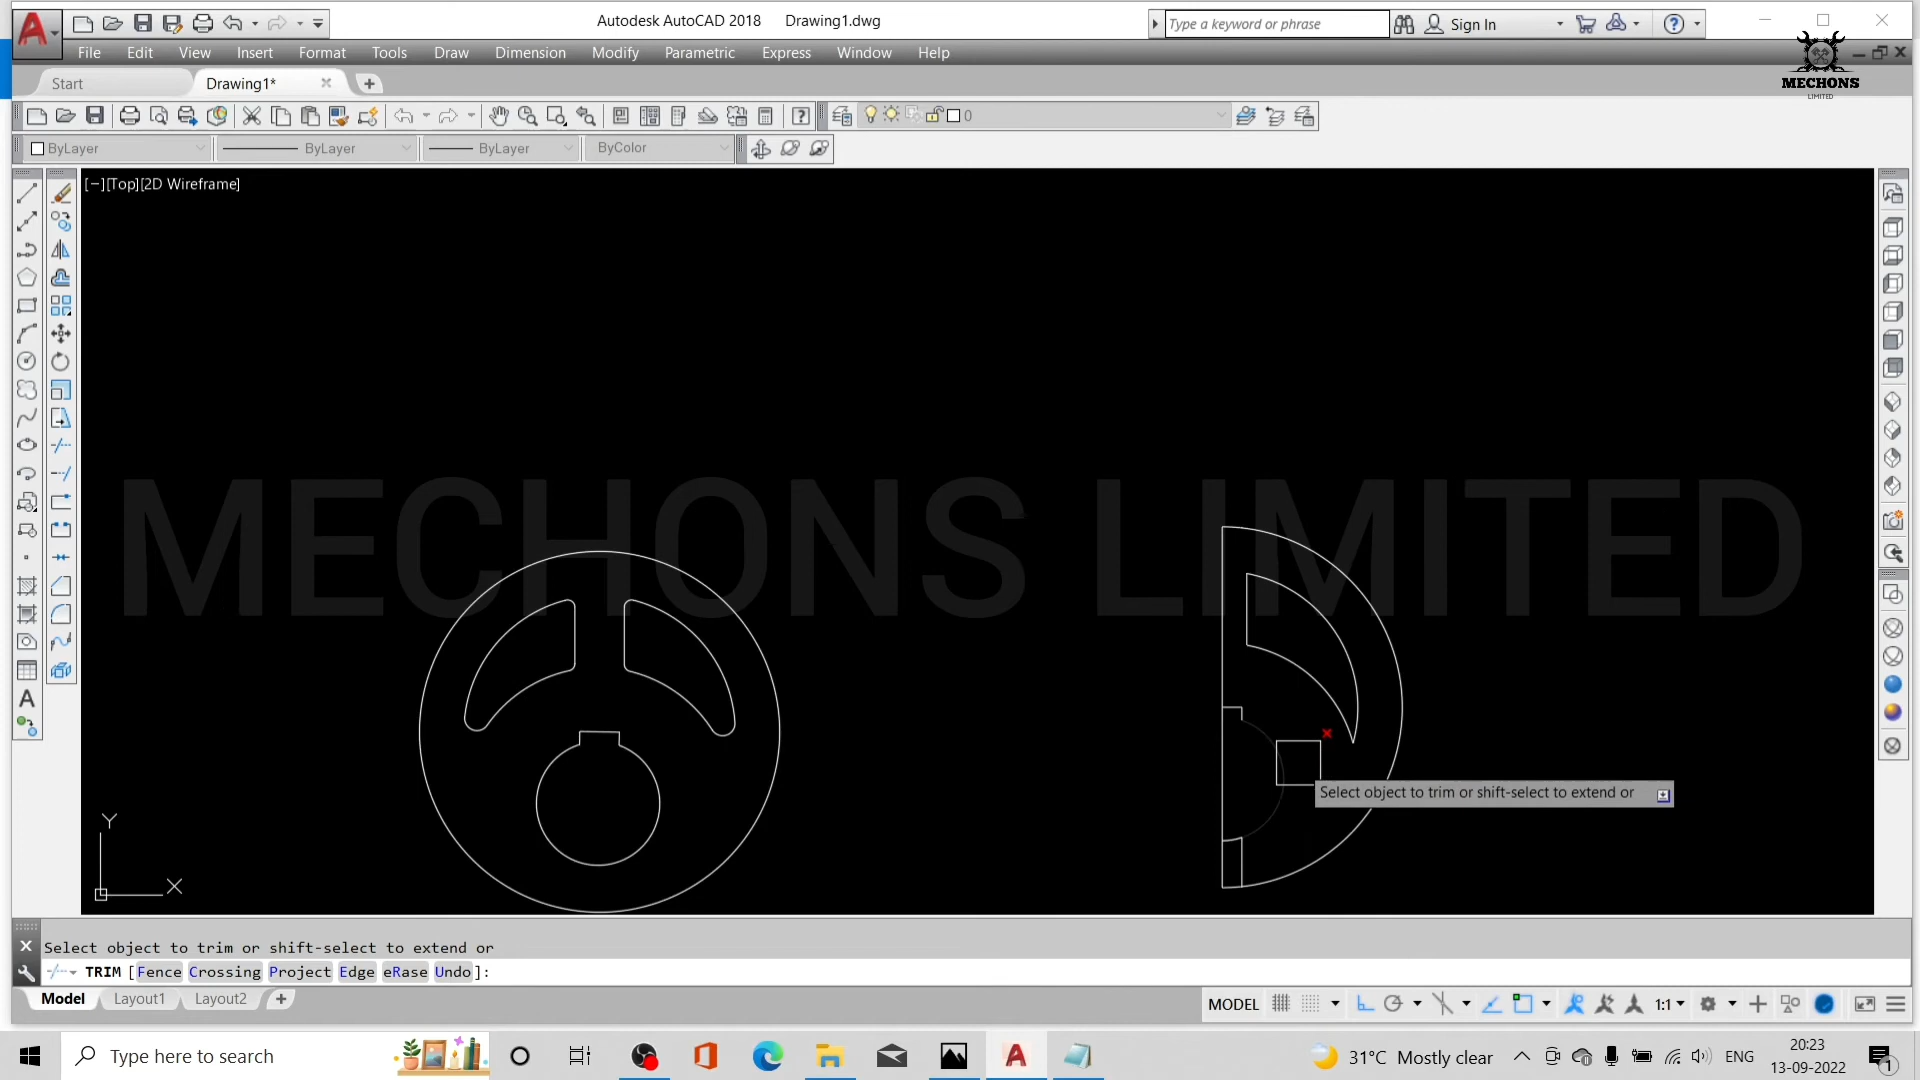 Autodesk AutoCAD 2018 Drawing1.dwg
Type a keyword or phrase
Sign In
File Edit View Insert Format Tools Draw Dimension Modify Parametric Express Window Help
MECHONS
LIMITED
Start
Drawing1*
0
ByLayer
ByLayer
ByLayer
ByColor
[−][Top][2D Wireframe]
MECHONS LIMITED
Select object to trim or shift-select to extend or
Y
X
Select object to trim or shift-select to extend or
TRIM [Fence Crossing Project Edge eRase Undo]:
Model Layout1 Layout2
MODEL
1:1
Type here to search
31°C Mostly clear
ENG
20:23
13-09-2022
1